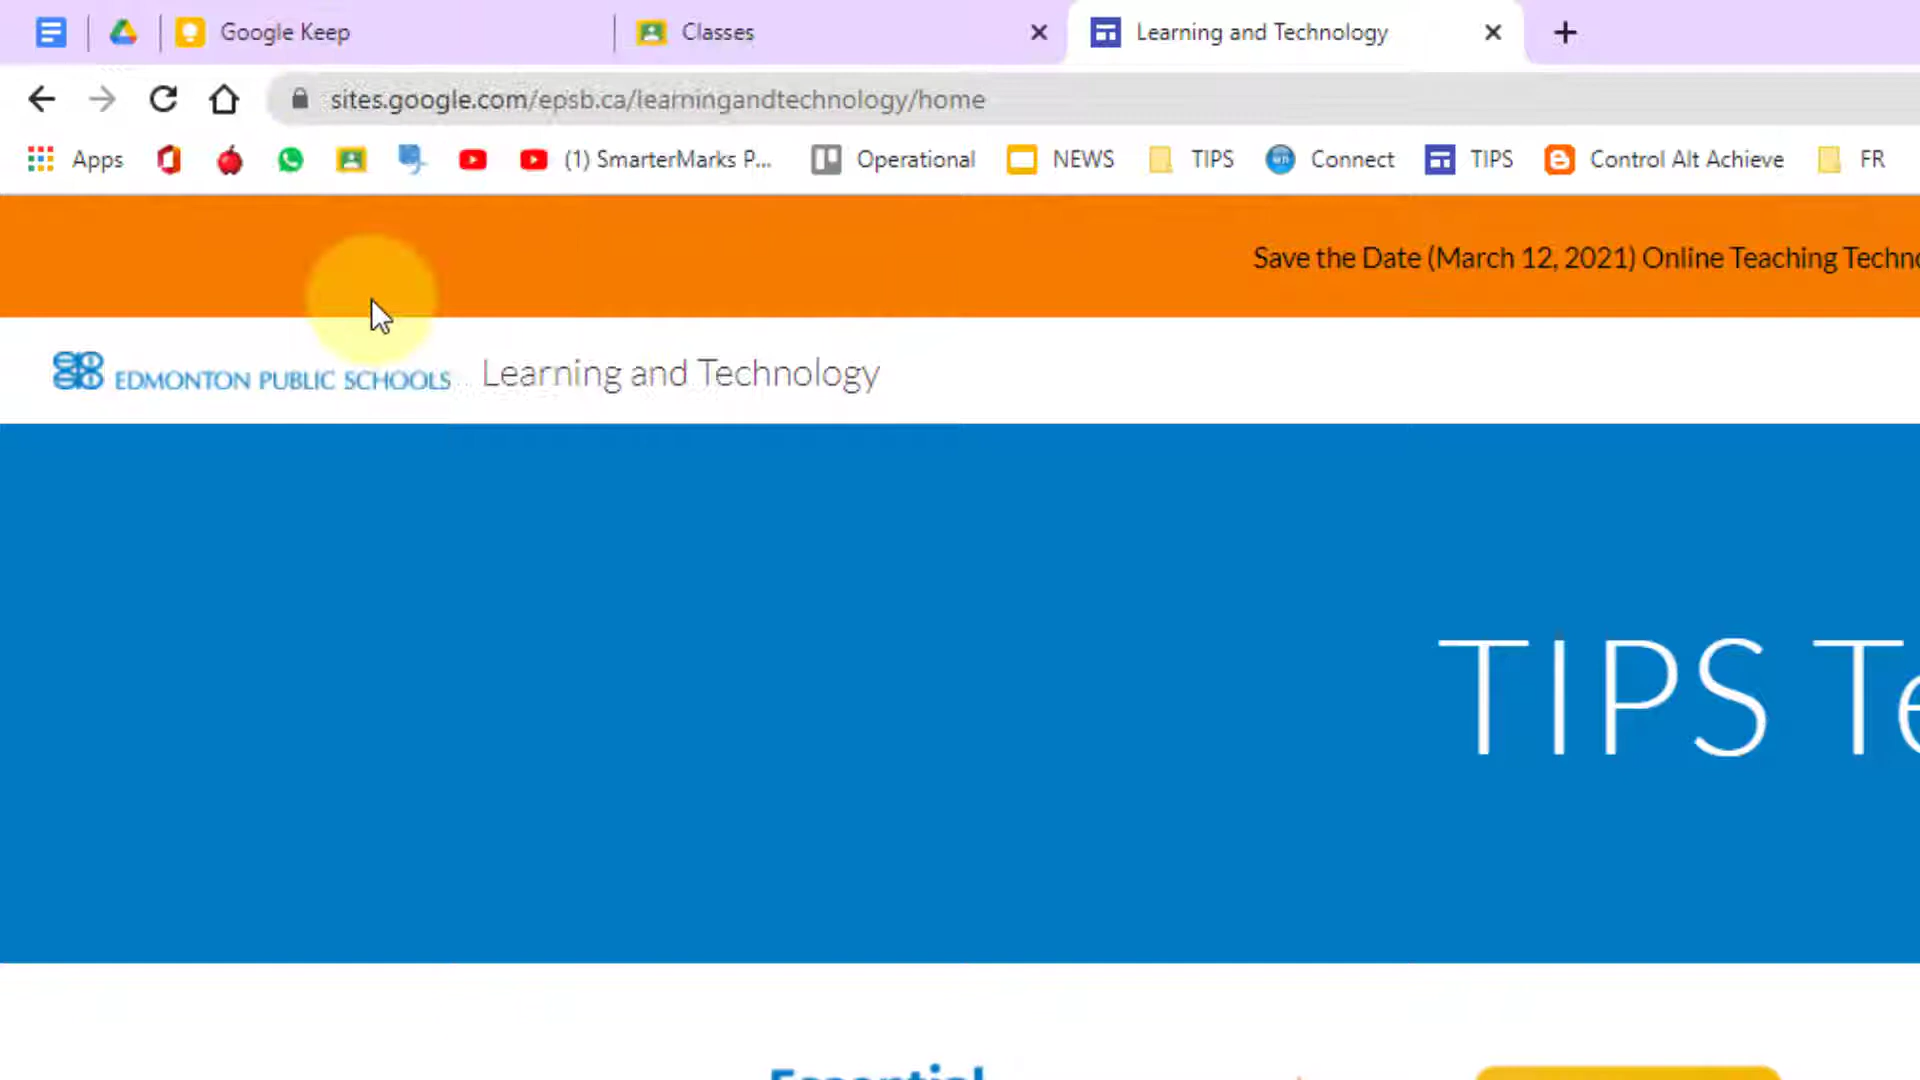 Google Keep
Classes
Learning and Technology
sites.google.com/epsb.ca/learningandtechnology/home
Apps
(1) SmarterMarks P...
Operational
NEWS
TIPS
Connect
TIPS
Control Alt Achieve
FR
Save the Date (March 12, 2021) Online Teaching Techno
EDMONTON PUBLIC SCHOOLS
Learning and Technology
TIPS Te
Essential